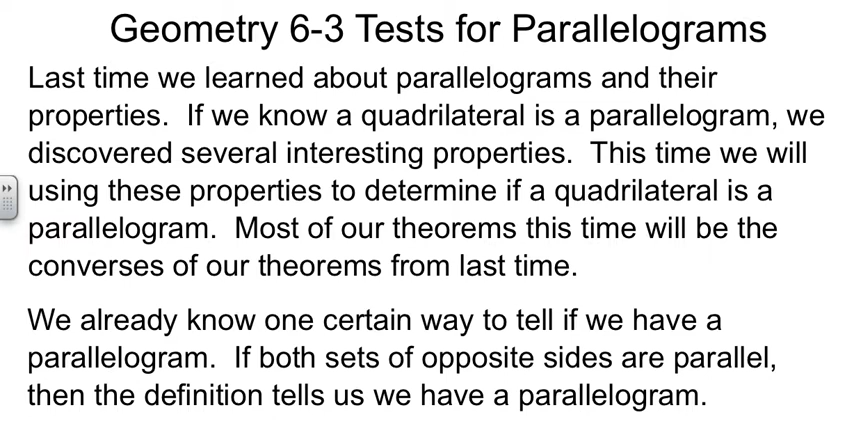 Geometry 6-3 Tests for Parallelograms
Last time we learned about parallelograms and their
properties.  If we know a quadrilateral is a parallelogram, we
discovered several interesting properties.  This time we will
using these properties to determine if a quadrilateral is a
parallelogram.  Most of our theorems this time will be the
converses of our theorems from last time.
We already know one certain way to tell if we have a
parallelogram.  If both sets of opposite sides are parallel,
then the definition tells us we have a parallelogram.